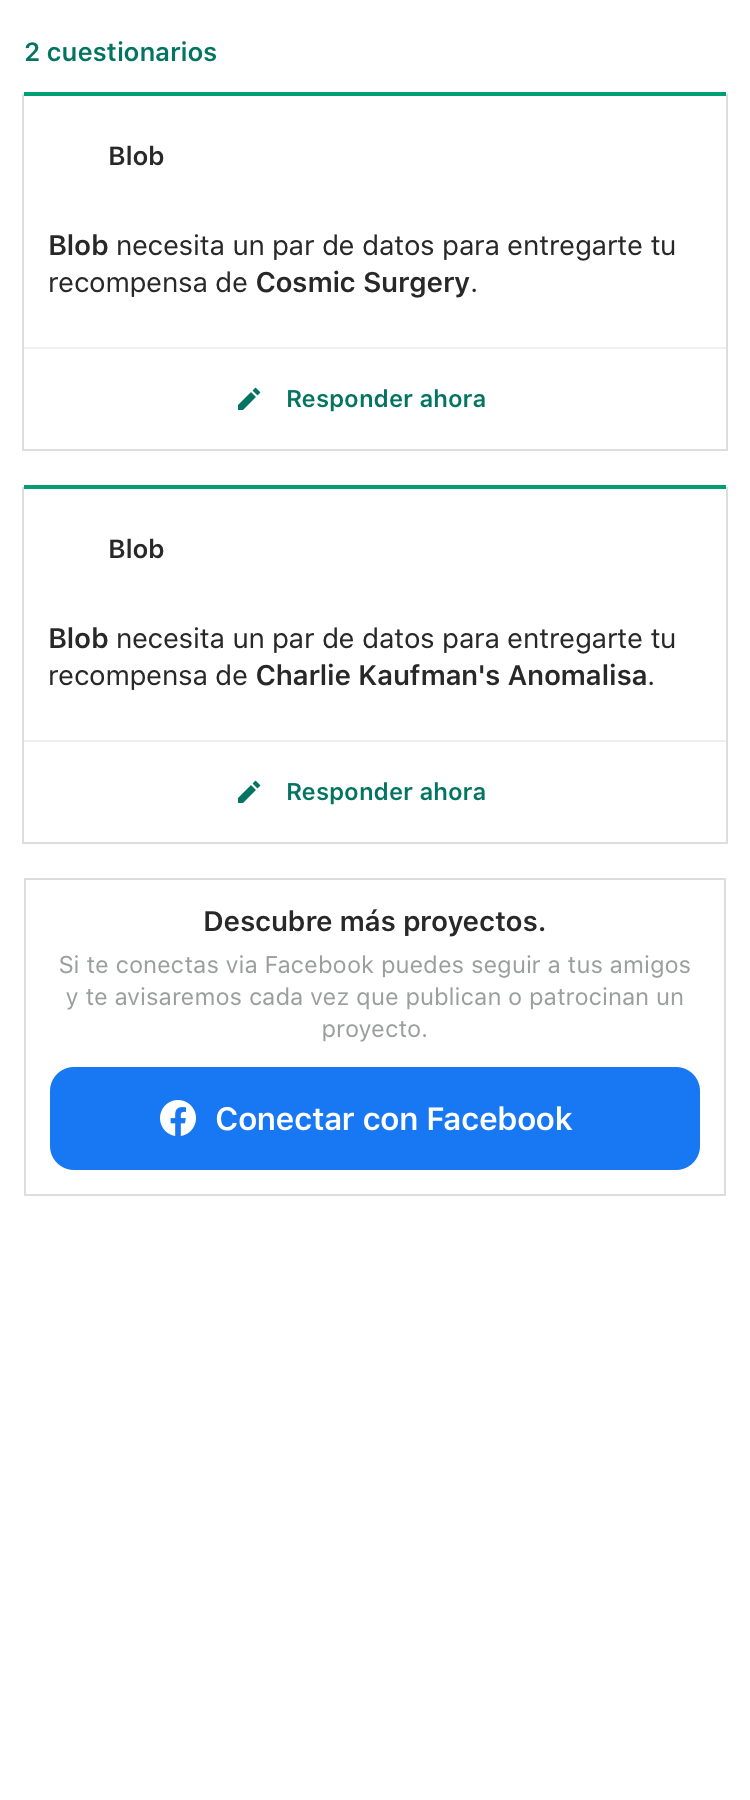 2 cuestionarios
Blob
Blob necesita un par de datos para entregarte tu
recompensa de Cosmic Surgery.
Responder ahora
Blob
Blob necesita un par de datos para entregarte tu
recompensa de Charlie Kaufman's Anomalisa.
Responder ahora
Descubre más proyectos.
Si te conectas via Facebook puedes seguir a tus amigos
y te avisaremos cada vez que publican o patrocinan un
proyecto.
Conectar con Facebook